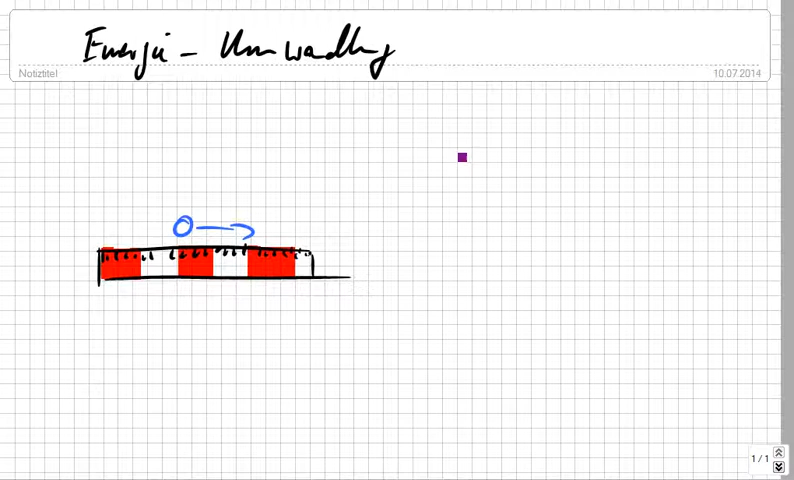 Energie - Umwandlung
Notiztitel
10.07.2014
1 / 1